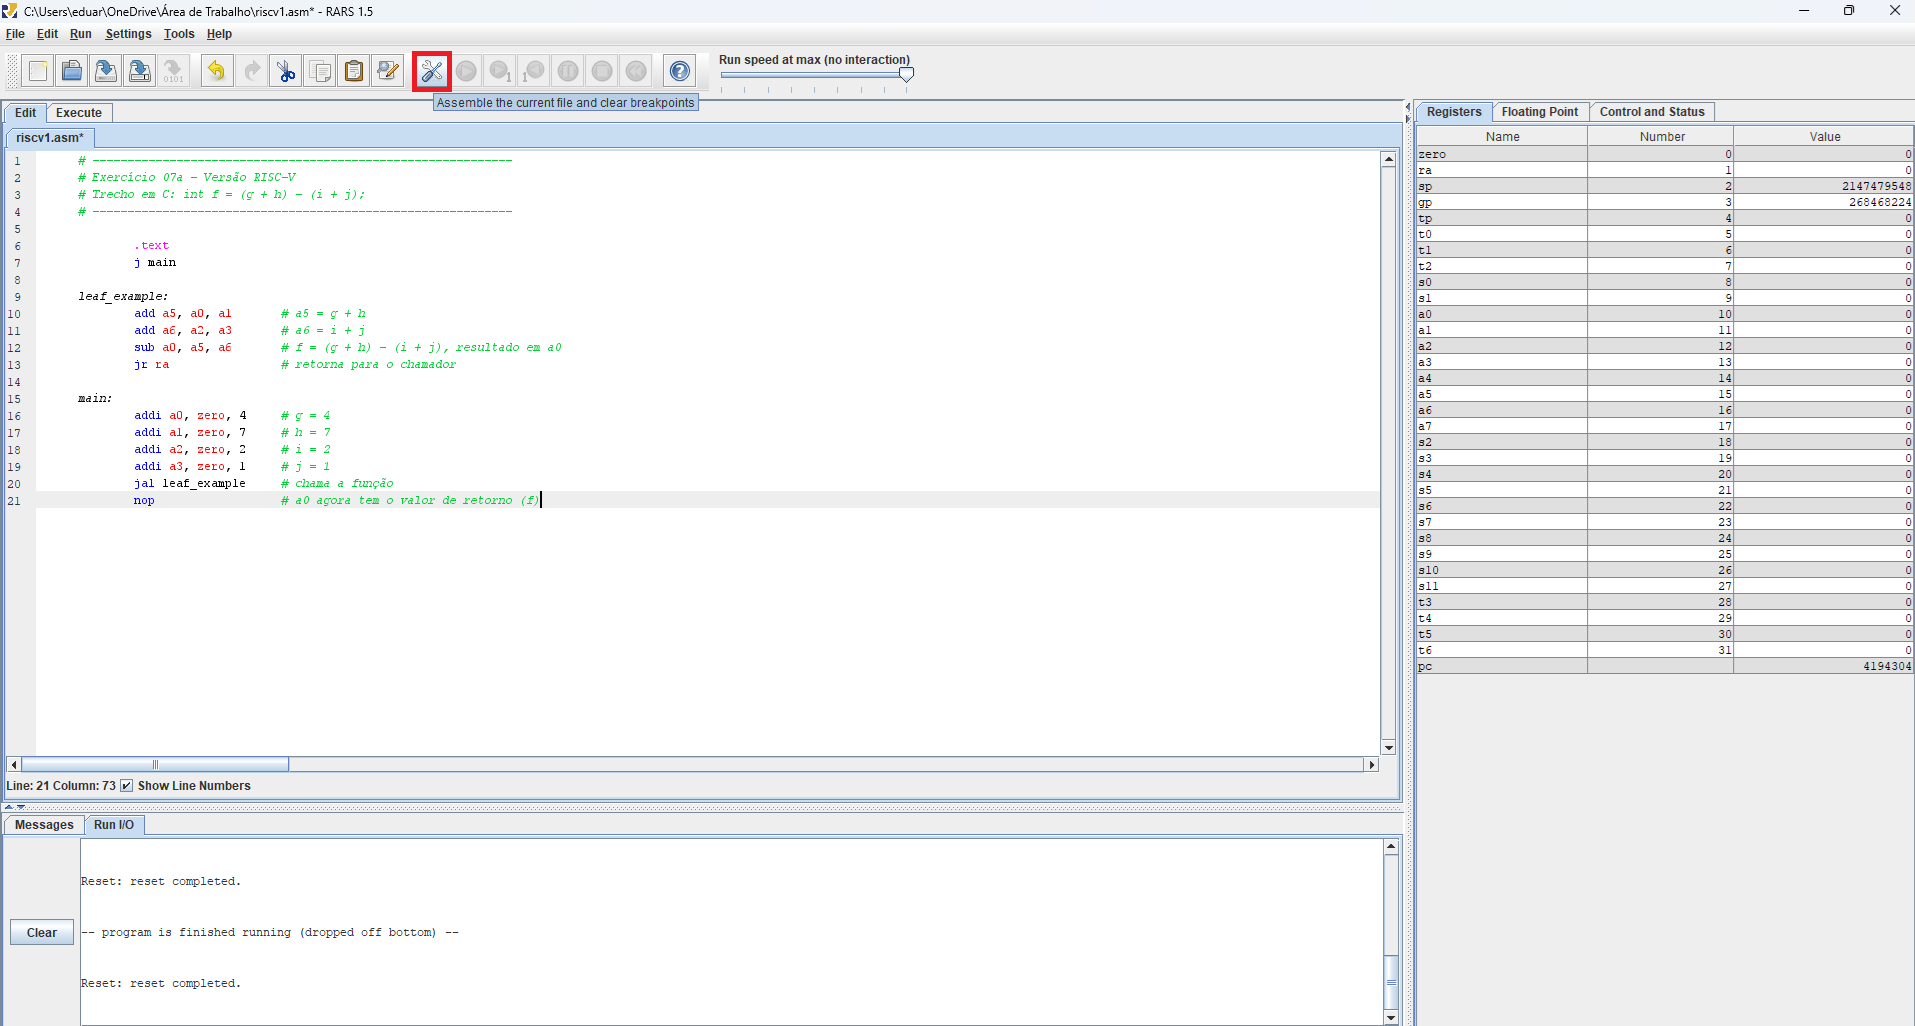 C:\Users\eduar\OneDrive\Área de Trabalho\riscv1.asm* - RARS 1.5
File Edit Run Settings Tools Help
Run speed at max (no interaction)
Assemble the current file and clear breakpoints
Edit Execute
riscv1.asm*
1 # ------------------------------------------------------------
2 # Exercício 07a - Versão RISC-V
3 # Trecho em C: int f = (g + h) - (i + j);
4 # ------------------------------------------------------------
5
6 .text
7 j main
8
9 leaf_example:
10 add a5, a0, a1 # a5 = g + h
11 add a6, a2, a3 # a6 = i + j
12 sub a0, a5, a6 # f = (g + h) - (i + j), resultado em a0
13 jr ra # retorna para o chamador
14
15 main:
16 addi a0, zero, 4 # g = 4
17 addi a1, zero, 7 # h = 7
18 addi a2, zero, 2 # i = 2
19 addi a3, zero, 1 # j = 1
20 jal leaf_example # chama a função
21 nop # a0 agora tem o valor de retorno (f)
Line: 21 Column: 73 Show Line Numbers
Messages Run I/O
Reset: reset completed.
Clear
-- program is finished running (dropped off bottom) --
Reset: reset completed.
Registers Floating Point Control and Status
Name Number Value
zero 0 0
ra 1 0
sp 2 2147479548
gp 3 268468224
tp 4 0
t0 5 0
t1 6 0
t2 7 0
s0 8 0
s1 9 0
a0 10 0
a1 11 0
a2 12 0
a3 13 0
a4 14 0
a5 15 0
a6 16 0
a7 17 0
s2 18 0
s3 19 0
s4 20 0
s5 21 0
s6 22 0
s7 23 0
s8 24 0
s9 25 0
s10 26 0
s11 27 0
t3 28 0
t4 29 0
t5 30 0
t6 31 0
pc 4194304